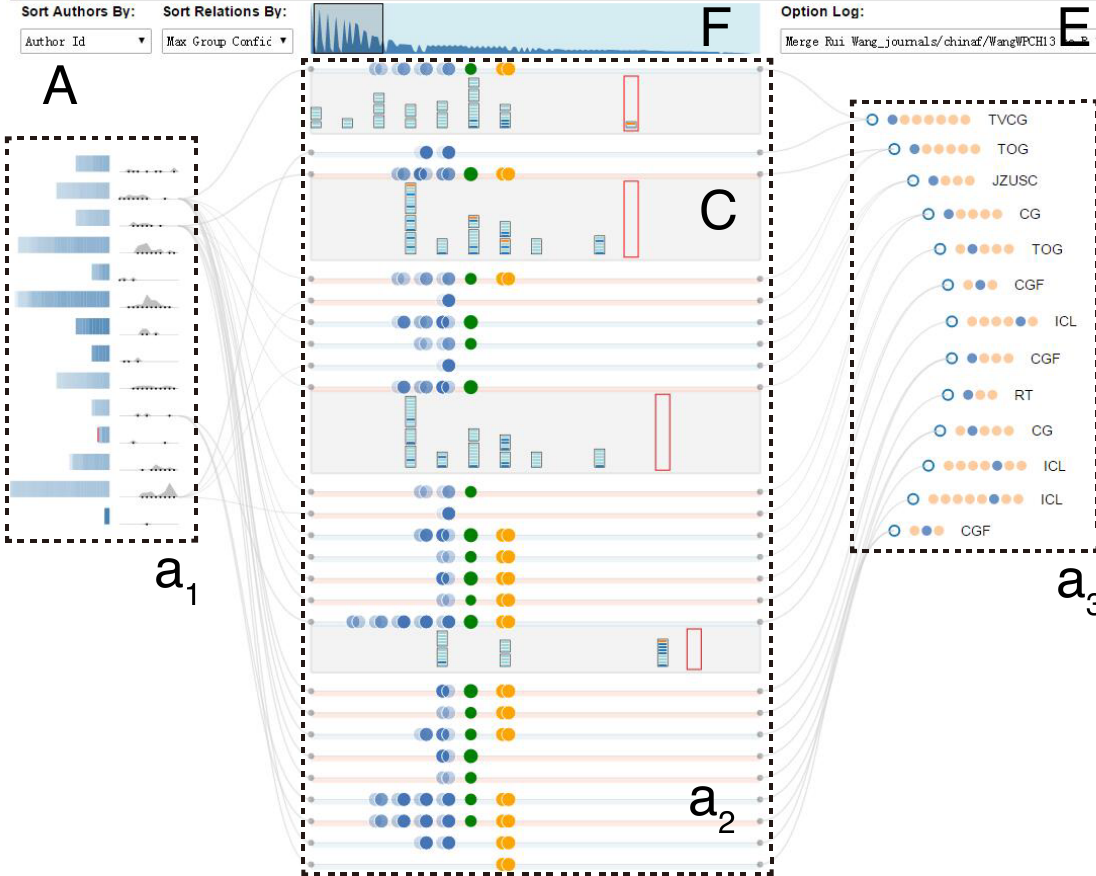 Sort Authors By:
Sort Relations By:
Option Log:
Author Id
Max Group Confid
Merge Rui Wang_journals/chinaf/WangWPCH13
A
F
E
C
TVCG
TOG
JZUSC
CG
TOG
CGF
ICL
CGF
RT
CG
ICL
ICL
CGF
a1
a2
a3